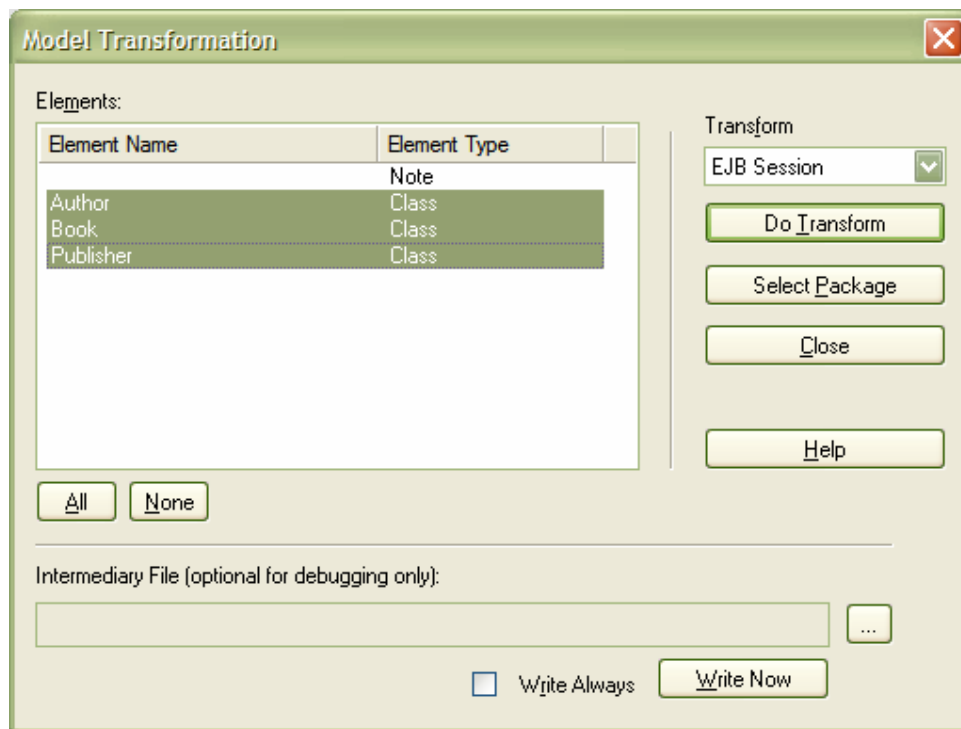 Model Transformation
Elements:
Element Name Element Type
Note
Author Class
Book Class
Publisher Class
All None
Transform
EJB Session
Do Transform
Select Package
Close
Help
Intermediary File (optional for debugging only):
...
Write Always Write Now